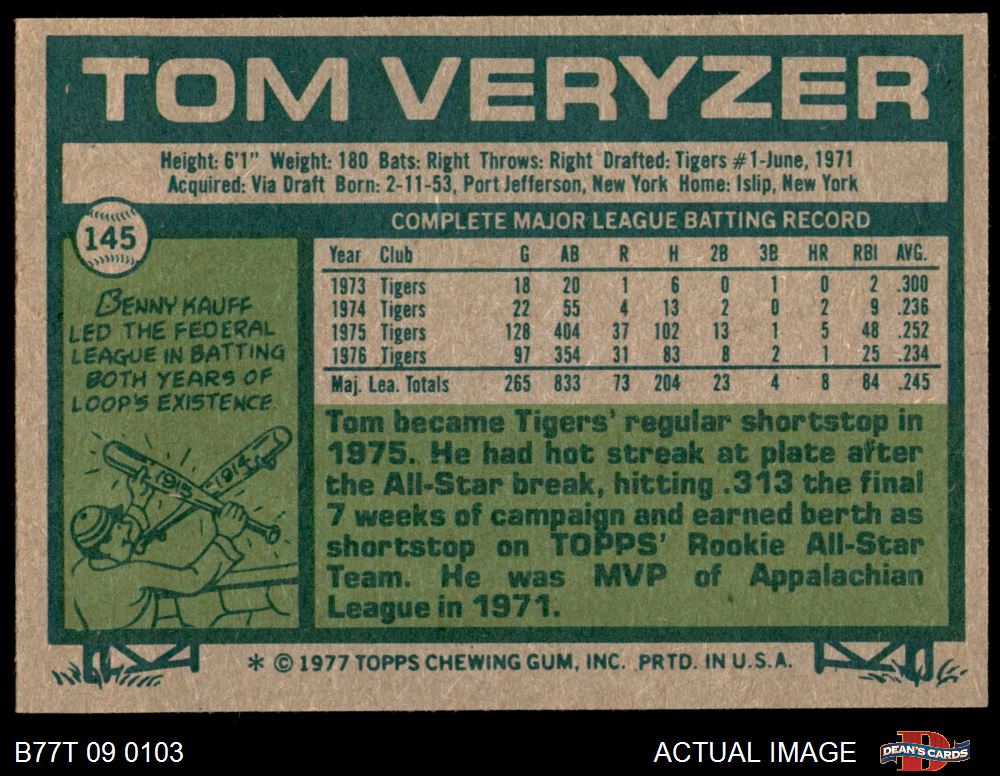 TOM VERYZER
Height: 6'1" Weight: 180 Bats: Right Throws: Right Drafted: Tigers #1-June, 1971
Acquired: Via Draft Born: 2-11-53, Port Jefferson, New York Home: Islip, New York
145
COMPLETE MAJOR LEAGUE BATTING RECORD
Year Club G AB R H 2B 3B HR RBI AVG.
1973 Tigers 18 20 1 6 0 1 0 2 .300
1974 Tigers 22 55 4 13 2 0 2 9 .236
1975 Tigers 128 404 37 102 13 1 5 48 .252
1976 Tigers 97 354 31 83 8 2 1 25 .234
Maj. Lea. Totals 265 833 73 204 23 4 8 84 .245
BENNY KAUFF
LED THE FEDERAL
LEAGUE IN BATTING
BOTH YEARS OF
LOOP'S EXISTENCE.
1915
1914
Tom became Tigers' regular shortstop in
1975. He had hot streak at plate after
the All-Star break, hitting .313 the final
7 weeks of campaign and earned berth as
shortstop on TOPPS' Rookie All-Star
Team. He was MVP of Appalachian
League in 1971.
* © 1977 TOPPS CHEWING GUM, INC. PRTD. IN U.S.A.
B77T 09 0103
ACTUAL IMAGE
D
DEAN'S CARDS